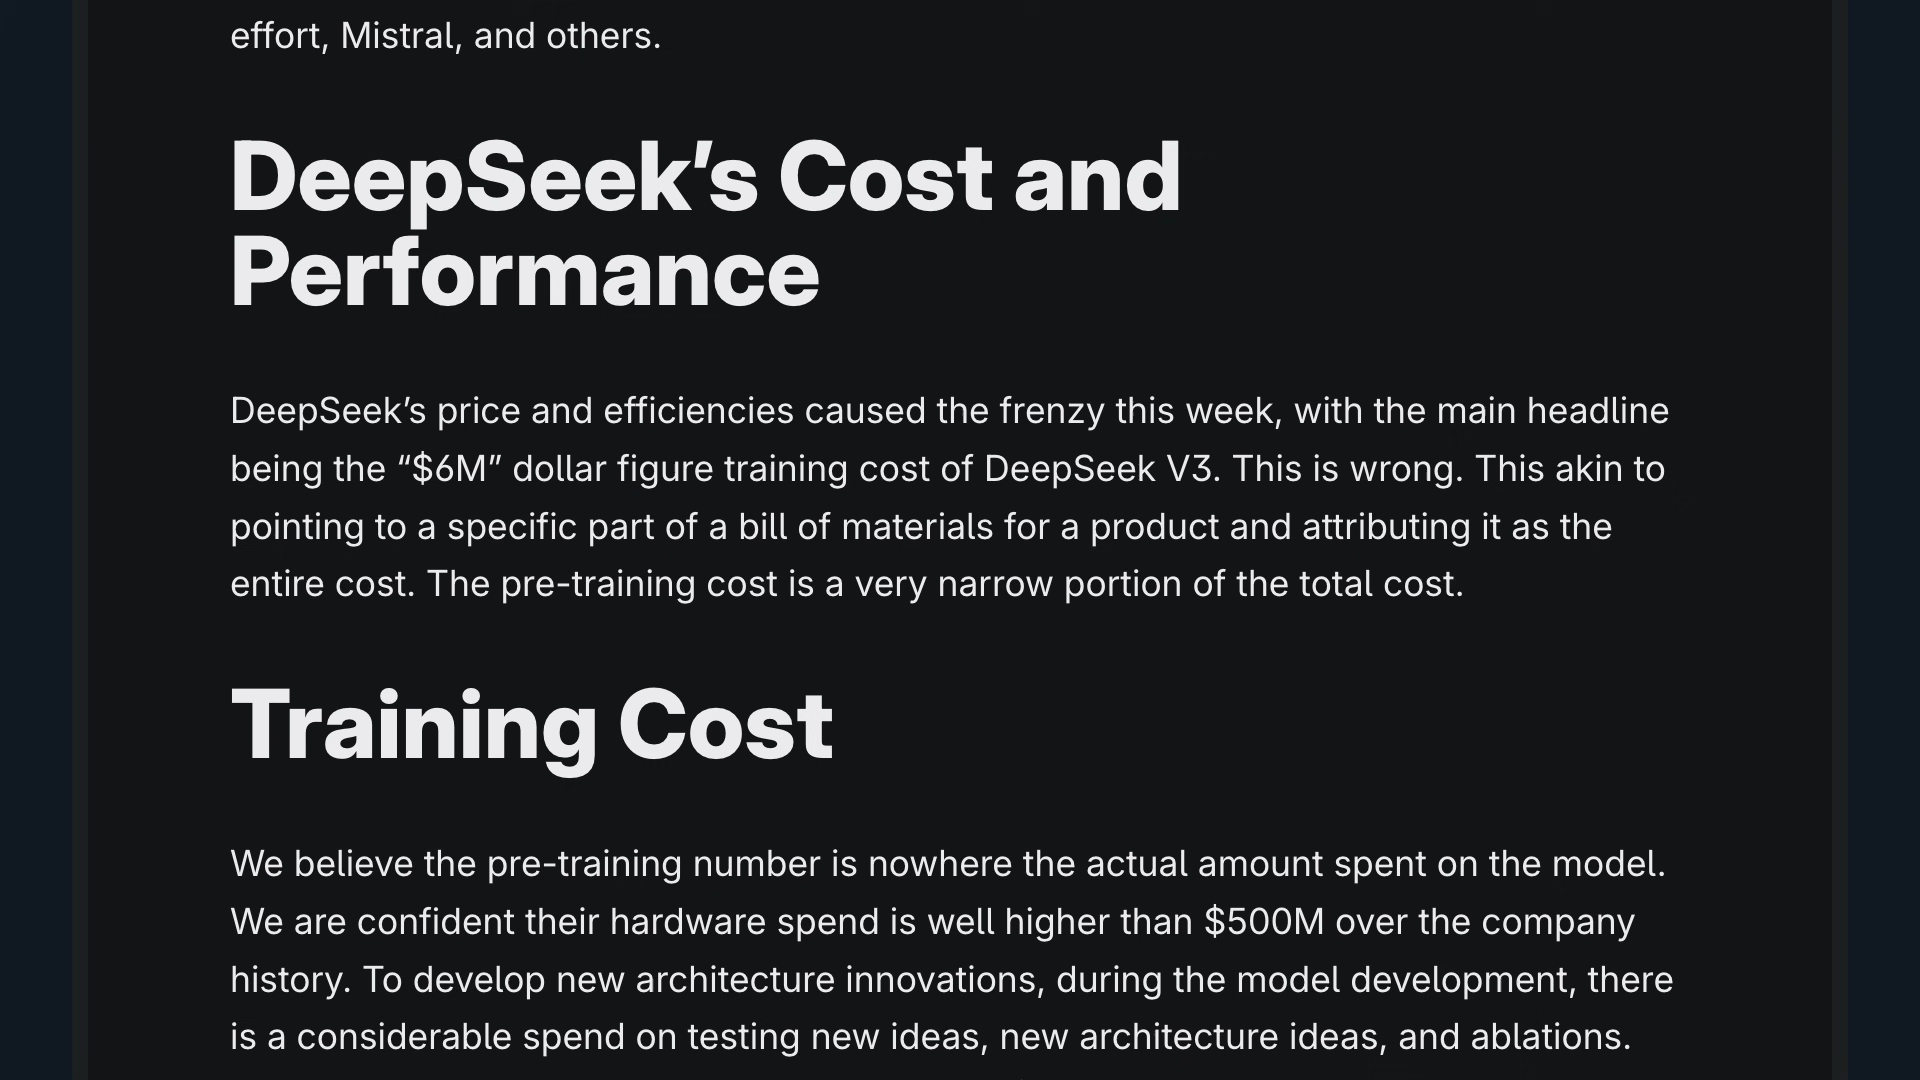 effort, Mistral, and others.
DeepSeek’s Cost and
Performance
DeepSeek’s price and efficiencies caused the frenzy this week, with the main headline
being the “$6M” dollar figure training cost of DeepSeek V3. This is wrong. This akin to
pointing to a specific part of a bill of materials for a product and attributing it as the
entire cost. The pre-training cost is a very narrow portion of the total cost.
Training Cost
We believe the pre-training number is nowhere the actual amount spent on the model.
We are confident their hardware spend is well higher than $500M over the company
history. To develop new architecture innovations, during the model development, there
is a considerable spend on testing new ideas, new architecture ideas, and ablations.